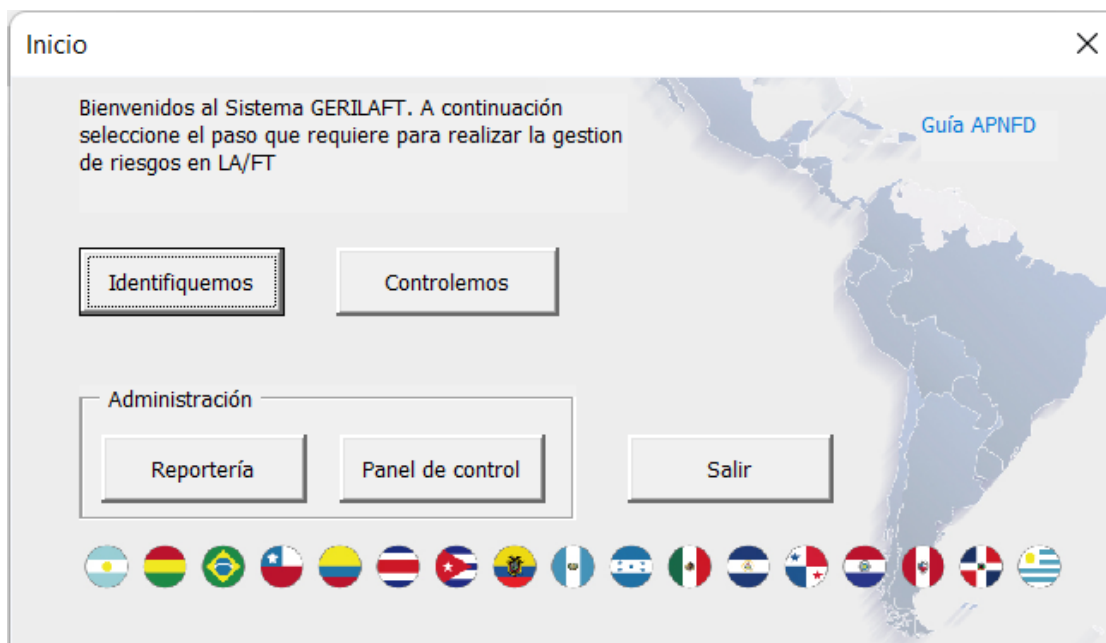 Inicio
Bienvenidos al Sistema GERILAFT. A continuación
seleccione el paso que requiere para realizar la gestion
de riesgos en LA/FT
Guía APNFD
Identifiquemos
Controlemos
Administración
Reportería
Panel de control
Salir